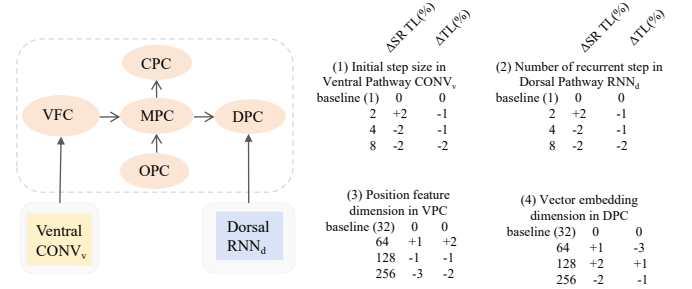 CPC
VFC
MPC
DPC
OPC
Ventral
CONVv
Dorsal
RNNd
ΔSR TL(%)
ΔTL(%)
(1) Initial step size in
Ventral Pathway CONVv
baseline (1) 0 0
2 +2 -1
4 -2 -1
8 -2 -2
ΔSR TL(%)
ΔTL(%)
(2) Number of recurrent step in
Dorsal Pathway RNNd
baseline (1) 0 0
2 +2 -1
4 -2 -1
8 -2 -2
(3) Position feature
dimension in VPC
baseline (32) 0 0
64 +1 +2
128 -1 -1
256 -3 -2
(4) Vector embedding
dimension in DPC
baseline (32) 0 0
64 +1 -3
128 +2 +1
256 -2 -1